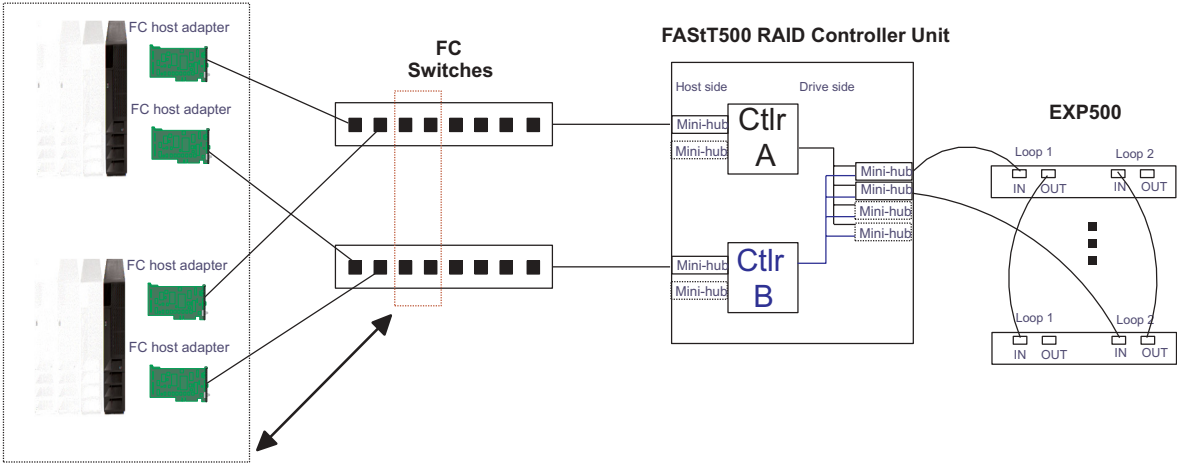 FC host adapter
FC host adapter
FC host adapter
FC host adapter
FC
Switches
FAStT500 RAID Controller Unit
Host side
Drive side
Mini-hub
Mini-hub
Ctlr
A
Mini-hub
Mini-hub
Mini-hub
Mini-hub
Mini-hub
Mini-hub
Ctlr
B
EXP500
Loop 1
Loop 2
IN
OUT
IN
OUT
Loop 1
Loop 2
IN
OUT
IN
OUT